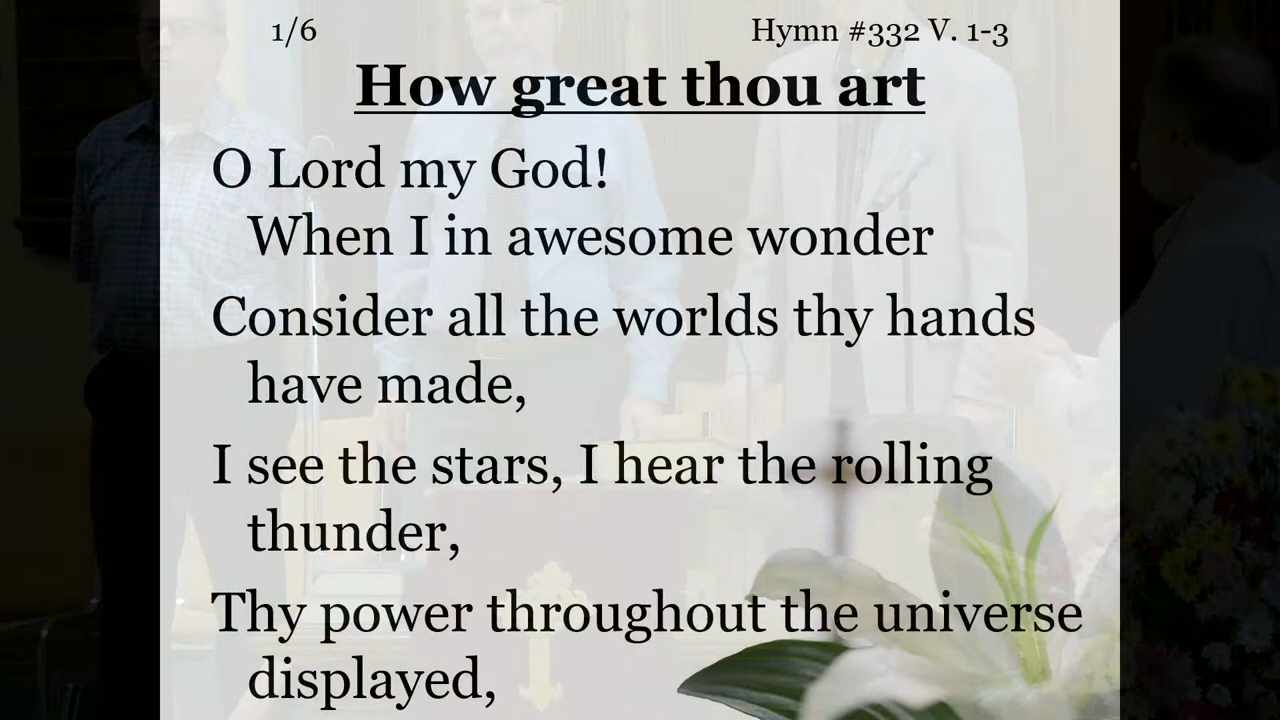 1/6
Hymn #332 V. 1-3
How great thou art
O Lord my God!
When I in awesome wonder
Consider all the worlds thy hands
have made,
I see the stars, I hear the rolling
thunder,
Thy power throughout the universe
displayed,